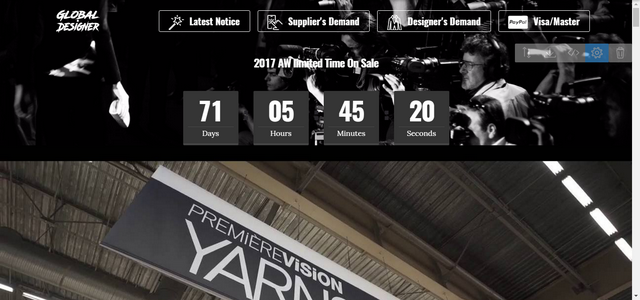 GLOBAL
DESIGNER
Latest Notice
Supplier's Demand
Designer's Demand
PayPal
Visa/Master
2017 AW limited Time On Sale
71
05
45
20
Days
Hours
Minutes
Seconds
PREMIÈREVISION
YARNS